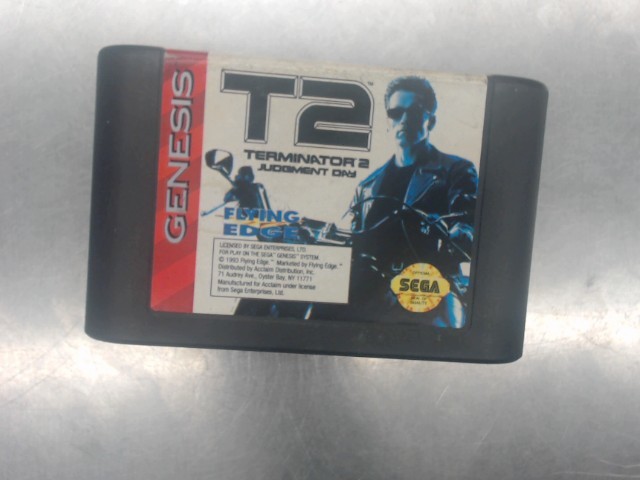 GENESIS
T2™
TERMINATOR 2
JUDGMENT DAY
FLYING
EDGE™
LICENSED BY SEGA ENTERPRISES, LTD.
FOR PLAY ON THE SEGA™ GENESIS™ SYSTEM.
© 1993 Flying Edge.™ Marketed by Flying Edge.™
Distributed by Acclaim Distribution, Inc.
71 Audrey Ave., Oyster Bay, NY 11771
Manufactured for Acclaim under license
from Sega Enterprises, Ltd.
SEGA